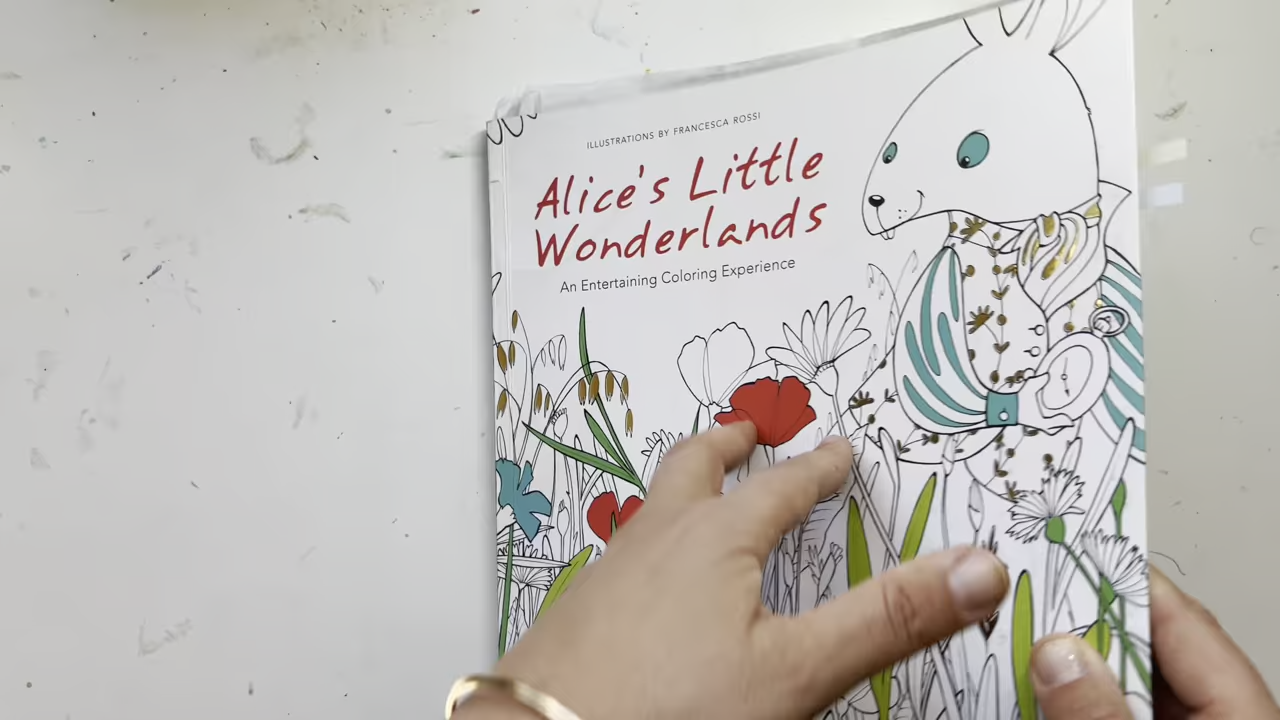 ILLUSTRATIONS BY FRANCESCA ROSSI
Alice's Little
Wonderlands
An Entertaining Coloring Experience